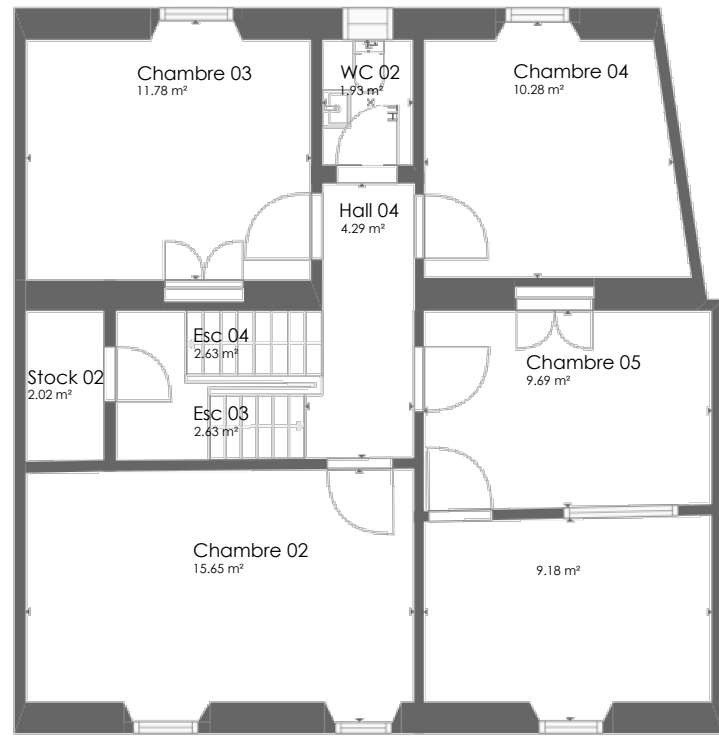 Chambre 03
11.78 m²
WC 02
1.93 m²
Chambre 04
10.28 m²
Hall 04
4.29 m²
Esc 04
2.63 m²
Stock 02
2.02 m²
Esc 03
2.63 m²
Chambre 05
9.69 m²
Chambre 02
15.65 m²
9.18 m²